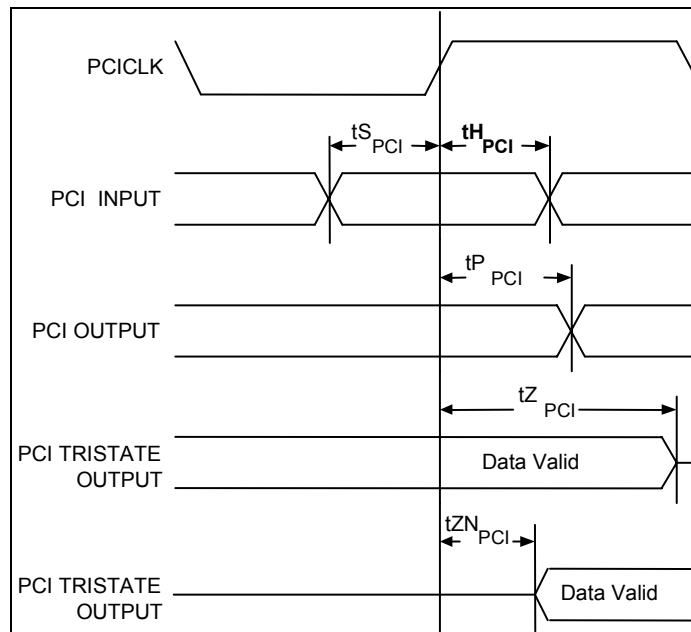 PCICLK
tS PCI
tH PCI
PCI INPUT
tP PCI
PCI OUTPUT
tZ PCI
PCI TRISTATE
OUTPUT
Data Valid
tZN PCI
PCI TRISTATE
OUTPUT
Data Valid